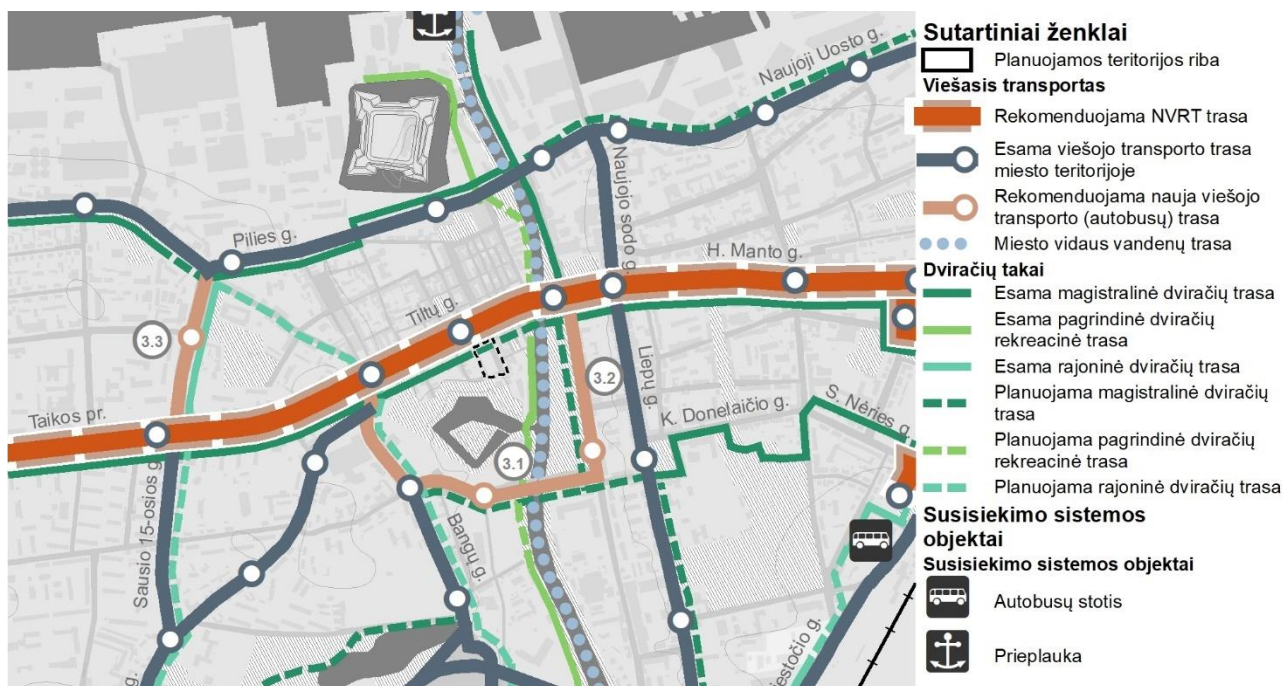 Naujoji Uosto g.
Naujojo sodo g.
Pilies g.
H. Manto g.
Tiltų g.
3.3
3.2
Liepų g.
Taikos pr.
K. Donelaičio g.
S. Nėries g.
3.1
Sausio 15-osios g.
Bangų g.
g.
Sutartiniai ženklai
Planuojamos teritorijos riba
Viešasis transportas
Rekomenduojama NVRT trasa
Esama viešojo transporto trasa
miesto teritorijoje
Rekomenduojama nauja viešojo
transporto (autobusų) trasa
Miesto vidaus vandenų trasa
Dviračių takai
Esama magistralinė dviračių trasa
Esama pagrindinė dviračių
rekreacinė trasa
Esama rajoninė dviračių trasa
Planuojama magistralinė dviračių
trasa
Planuojama pagrindinė dviračių
rekreacinė trasa
Planuojama rajoninė dviračių trasa
Susisiekimo sistemos
objektai
Susisiekimo sistemos objektai
Autobusų stotis
Prieplauka